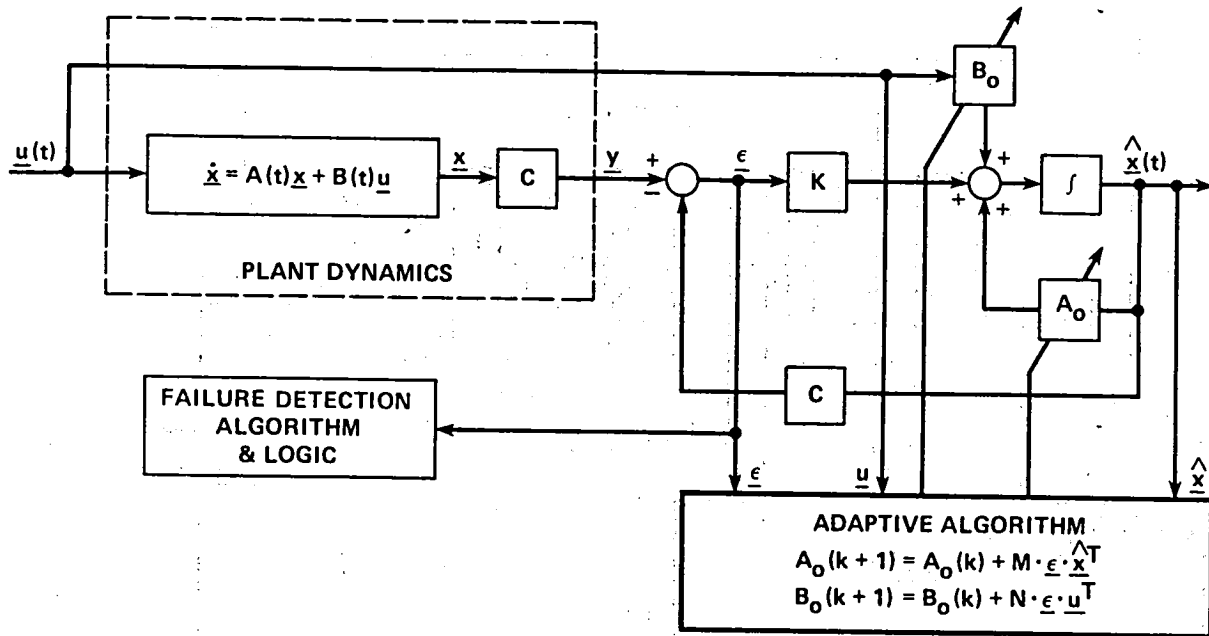 B₀
u(t)
ẋ = A(t)x + B(t)u
x
C
y
+
−
ϵ
K
+
+
+
∫
x̂(t)
PLANT DYNAMICS
A₀
C
FAILURE DETECTION
ALGORITHM
& LOGIC
ϵ
u
x̂
ADAPTIVE ALGORITHM
A₀(k + 1) = A₀(k) + M · ϵ · x̂ᵀ
B₀(k + 1) = B₀(k) + N · ϵ · uᵀ